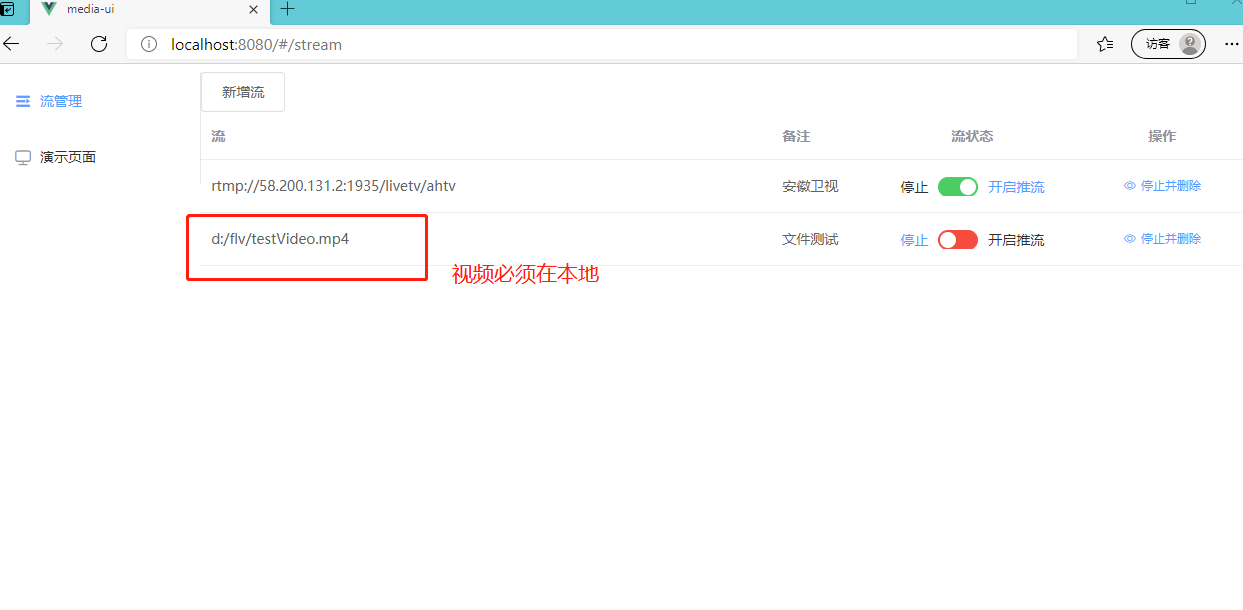 media-ui
localhost:8080/#/stream
访客
流管理
演示页面
新增流
流 备注 流状态 操作
rtmp://58.200.131.2:1935/livetv/ahtv 安徽卫视 停止 开启推流 停止并删除
d:/flv/testVideo.mp4 文件测试 停止 开启推流 停止并删除
视频必须在本地